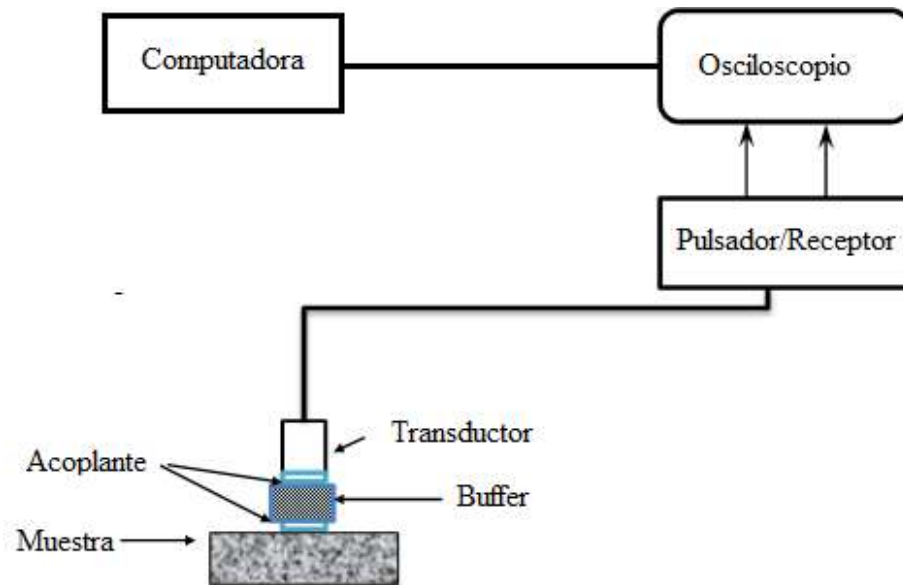 Computadora
Osciloscopio
Pulsador/Receptor
Transductor
Acoplante
Buffer
Muestra